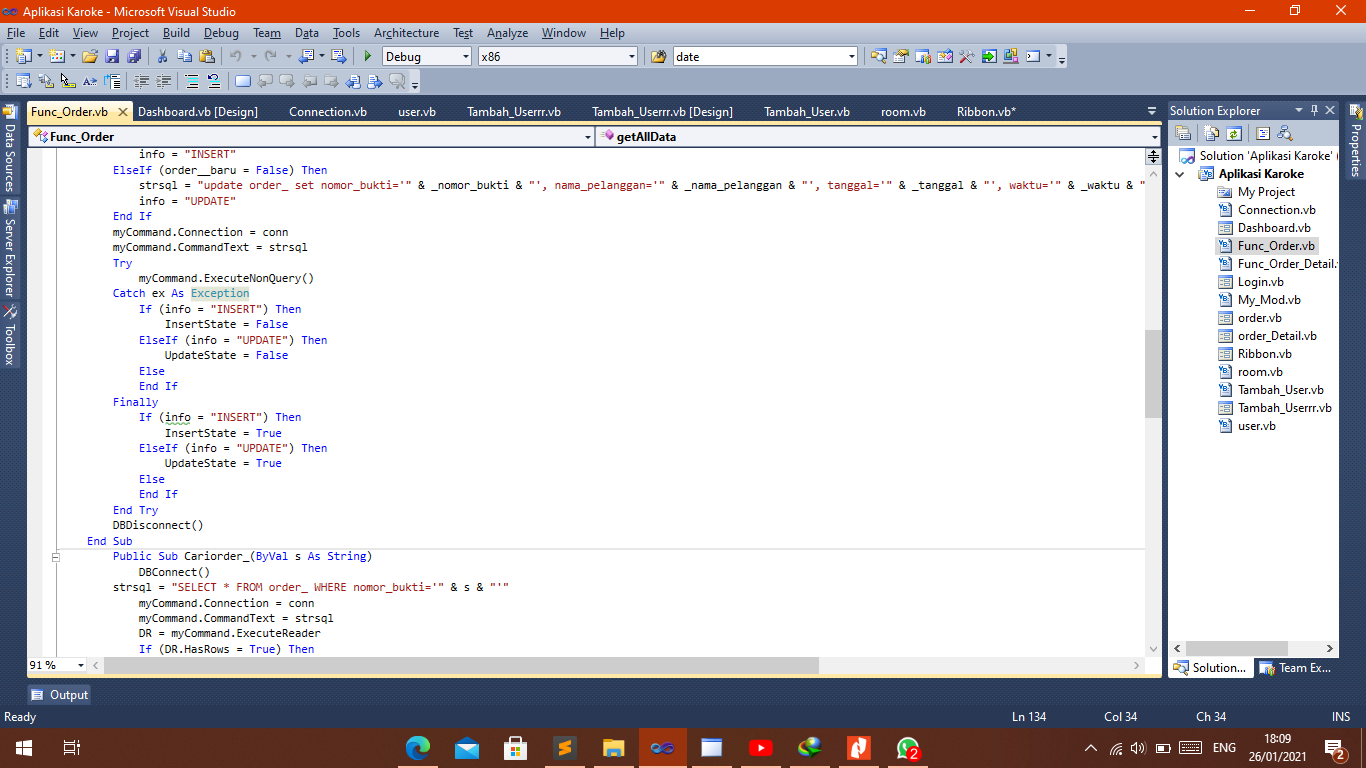 Aplikasi Karoke - Microsoft Visual Studio
File Edit View Project Build Debug Team Data Tools Architecture Test Analyze Window Help
Debug x86 date
Func_Order.vb Dashboard.vb [Design] Connection.vb user.vb Tambah_Userrr.vb Tambah_Userrr.vb [Design] Tambah_User.vb room.vb Ribbon.vb*
Func_Order getAllData
info = "INSERT"
ElseIf (order__baru = False) Then
strsql = "update order_ set nomor_bukti='" & _nomor_bukti & "', nama_pelanggan='" & _nama_pelanggan & "', tanggal='" & _tanggal & "', waktu='" & _waktu & "
info = "UPDATE"
End If
myCommand.Connection = conn
myCommand.CommandText = strsql
Try
myCommand.ExecuteNonQuery()
Catch ex As Exception
If (info = "INSERT") Then
InsertState = False
ElseIf (info = "UPDATE") Then
UpdateState = False
Else
End If
Finally
If (info = "INSERT") Then
InsertState = True
ElseIf (info = "UPDATE") Then
UpdateState = True
Else
End If
End Try
DBDisconnect()
End Sub
Public Sub Cariorder_(ByVal s As String)
DBConnect()
strsql = "SELECT * FROM order_ WHERE nomor_bukti='" & s & "'"
myCommand.Connection = conn
myCommand.CommandText = strsql
DR = myCommand.ExecuteReader
If (DR.HasRows = True) Then
91 %
Data Sources
Server Explorer
Toolbox
Solution Explorer
Solution 'Aplikasi Karoke' (
Aplikasi Karoke
My Project
Connection.vb
Dashboard.vb
Func_Order.vb
Func_Order_Detail.
Login.vb
My_Mod.vb
order.vb
order_Detail.vb
Ribbon.vb
room.vb
Tambah_User.vb
Tambah_Userrr.vb
user.vb
Solution... Team Ex...
Properties
Output
Ready Ln 134 Col 34 Ch 34 INS
2 ENG 18:09 2
26/01/2021